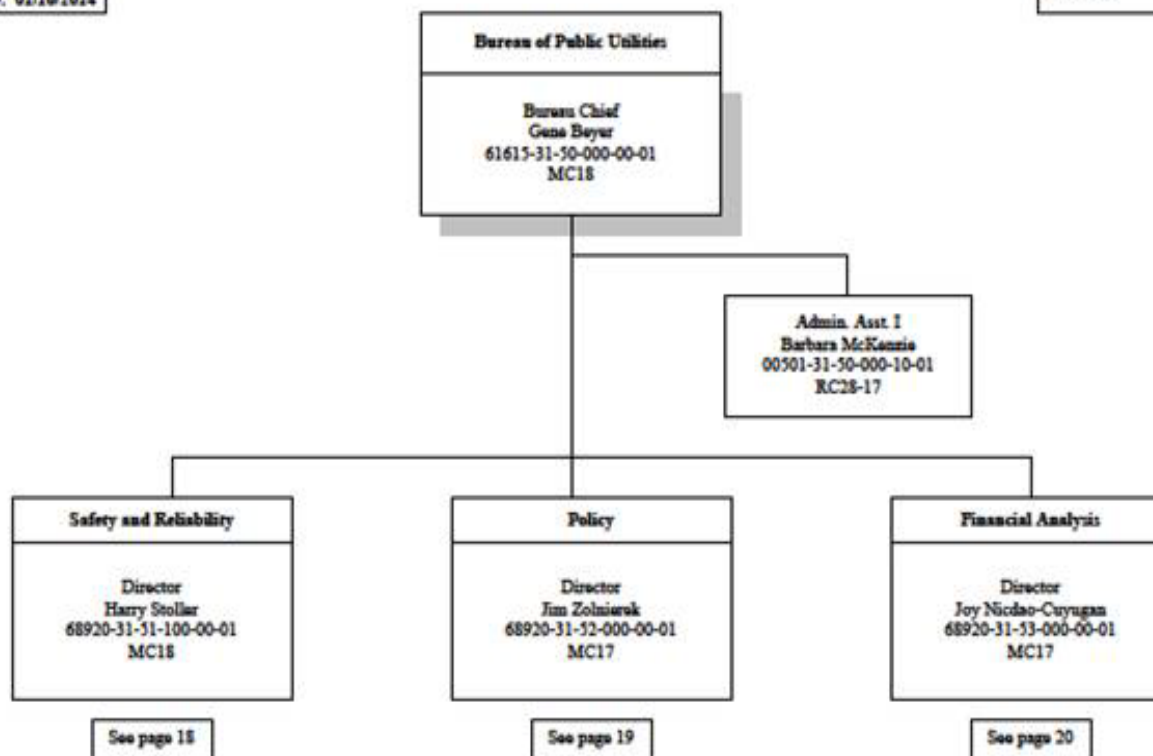 Bureau of Public Utilities
Bureau Chief
Gene Beyer
61615-31-50-000-00-01
MC18
Admin. Asst. I
Barbara McKenzie
00501-31-50-000-10-01
RC28-17
Safety and Reliability
Director
Harry Stoller
68920-31-51-100-00-01
MC18
See page 18
Policy
Director
Jim Zolnierek
68920-31-52-000-00-01
MC17
See page 19
Financial Analysis
Director
Joy Nicdao-Cuyugan
68920-31-53-000-00-01
MC17
See page 20